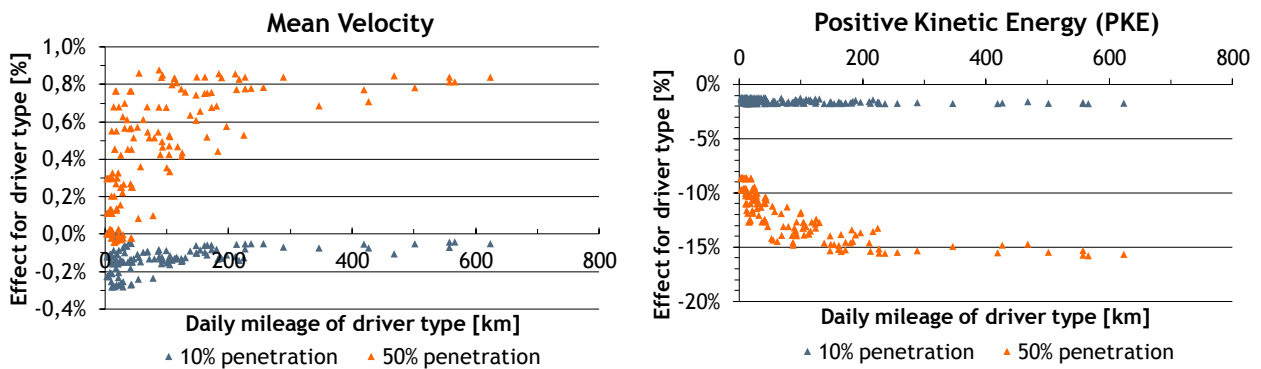 Mean Velocity
Effect for driver type [%]
1,0%
0,8%
0,6%
0,4%
0,2%
0,0%
-0,2%
-0,4%
0 200 400 600 800
Daily mileage of driver type [km]
10% penetration 50% penetration
Positive Kinetic Energy (PKE)
Effect for driver type [%]
0 200 400 600 800
0%
-5%
-10%
-15%
-20%
Daily mileage of driver type [km]
10% penetration 50% penetration